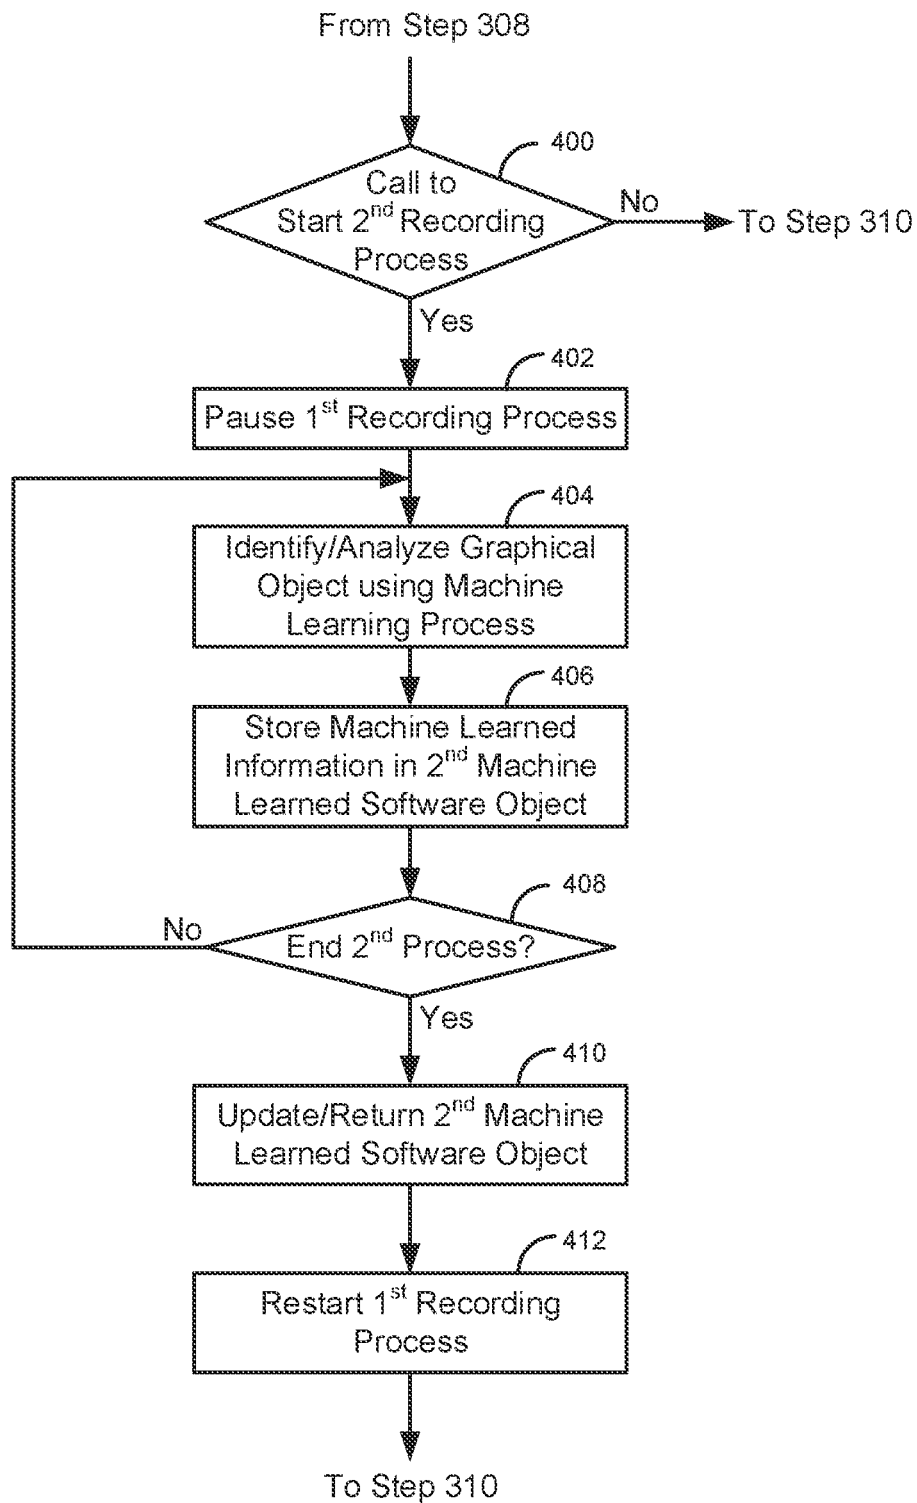 From Step 308
400
Call to
Start 2nd Recording
Process
No
To Step 310
Yes
402
Pause 1st Recording Process
404
Identify/Analyze Graphical
Object using Machine
Learning Process
406
Store Machine Learned
Information in 2nd Machine
Learned Software Object
408
No
End 2nd Process?
Yes
410
Update/Return 2nd Machine
Learned Software Object
412
Restart 1st Recording
Process
To Step 310